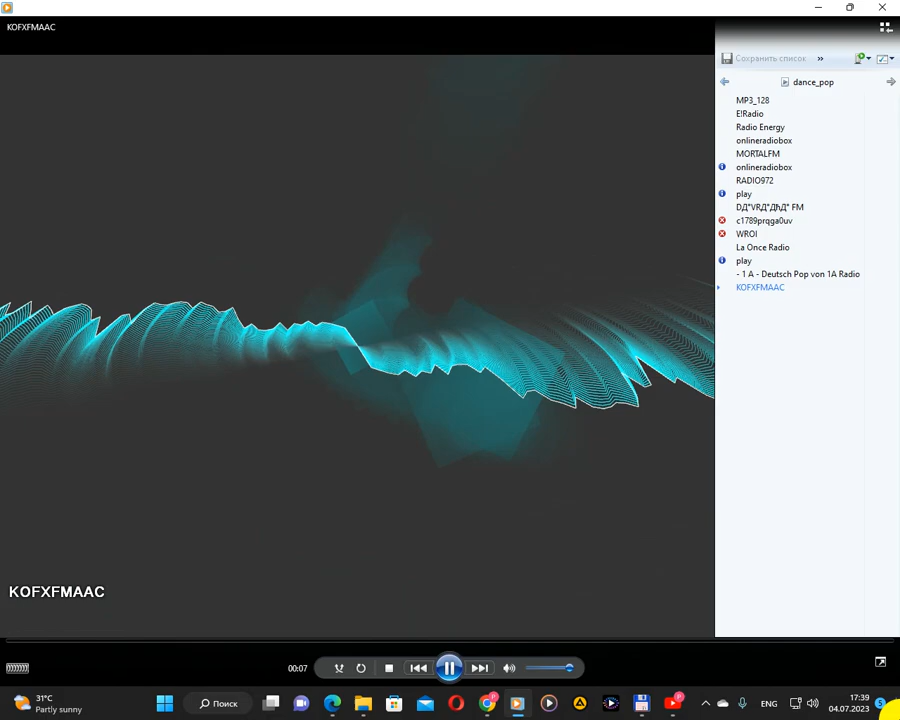 KOFXFMAAC
Сохранить список »
dance_pop
MP3_128
E!Radio
Radio Energy
onlineradiobox
MORTALFM
onlineradiobox
RADIO972
play
c1789prqga0uv
WROI
La Once Radio
play
- 1 A - Deutsch Pop von 1A Radio
KOFXFMAAC
KOFXFMAAC
00:07
31°C
Partly sunny
Поиск
ENG
17:39
04.07.2023
5